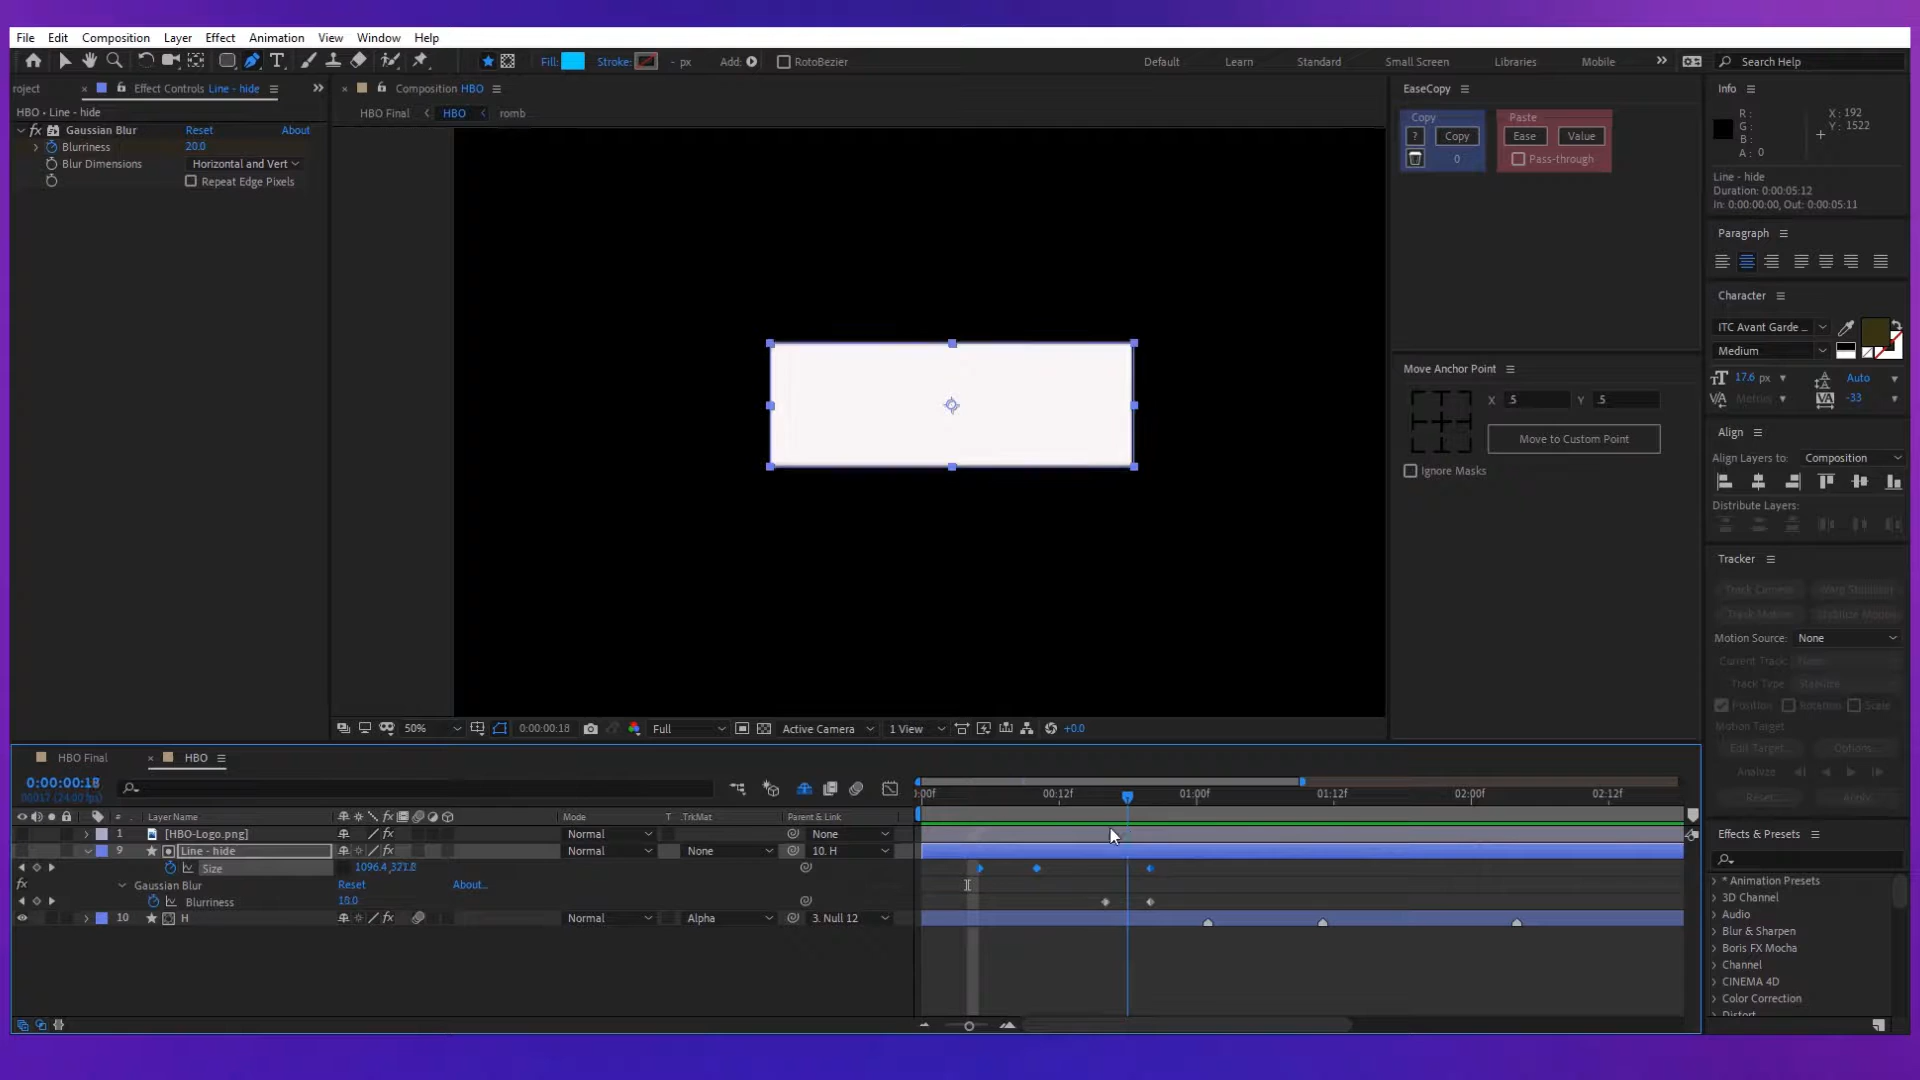 File Edit Composition Layer Effect Animation View Window Help
Fill: Stroke: - px Add: RotoBezier Default Learn Standard Small Screen Libraries Mobile » Search Help
roject × Effect Controls Line - hide »
HBO - Line - hide
fx Gaussian Blur Reset About
Blurriness 20.0
Blur Dimensions Horizontal and Vert
Repeat Edge Pixels
× Composition HBO
HBO Final HBO romb
50% 0:00:00:18 Full Active Camera 1 View +0.0
EaseCopy
Copy Paste
? Copy Ease Value
0 Pass-through
Move Anchor Point
X .5 Y .5
Move to Custom Point
Ignore Masks
Info
R: X: 192
G: Y: 1522
B:
A: 0
Line - hide
Duration: 0:00:05:12
In: 0:00:00:00, Out: 0:00:05:11
Paragraph
Character
ITC Avant Garde ...
Medium
17.6 px Auto
Metrics -33
Align
Align Layers to: Composition
Distribute Layers:
Tracker
Track Camera Warp Stabilizer
Track Motion Stabilize Motion
Motion Source: None
Current Track: None
Track Type Stabilize
Position Rotation Scale
Motion Target
Edit Target... Options...
Analyze
Reset... Apply
Effects & Presets
* Animation Presets
3D Channel
Audio
Blur & Sharpen
Boris FX Mocha
Channel
CINEMA 4D
Color Correction
Distort
HBO Final × HBO
0:00:00:18
00017 (24.00 fps)
:00f 00:12f 01:00f 01:12f 02:00f 02:12f
# Layer Name fx Mode T .TrkMat Parent & Link
1 [HBO-Logo.png] fx Normal None
9 Line - hide fx Normal None 10. H
Size 1096.4,321.8
fx Gaussian Blur Reset About...
Blurriness 10.0
10 H fx Normal Alpha 3. Null 12